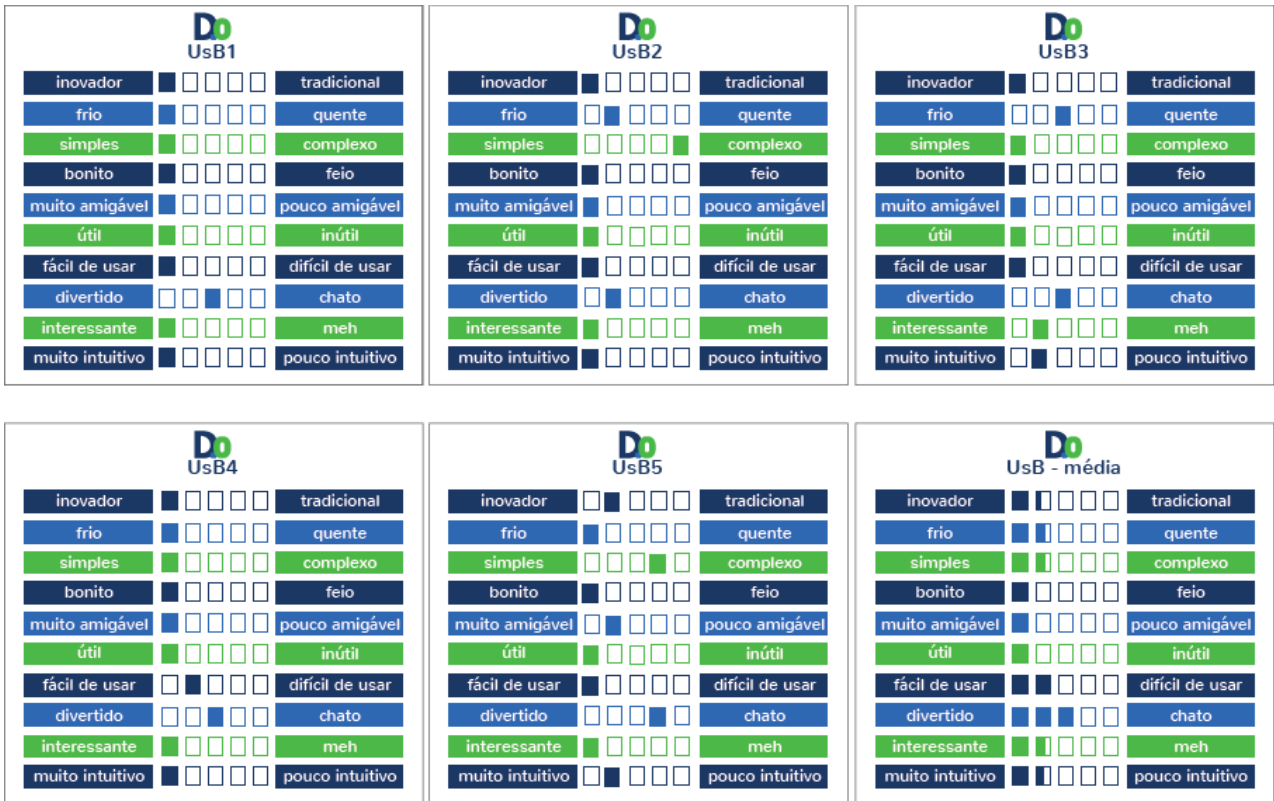 Do
UsB1
inovador tradicional
frio quente
simples complexo
bonito feio
muito amigável pouco amigável
útil inútil
fácil de usar difícil de usar
divertido chato
interessante meh
muito intuitivo pouco intuitivo
Do
UsB2
inovador tradicional
frio quente
simples complexo
bonito feio
muito amigável pouco amigável
útil inútil
fácil de usar difícil de usar
divertido chato
interessante meh
muito intuitivo pouco intuitivo
Do
UsB3
inovador tradicional
frio quente
simples complexo
bonito feio
muito amigável pouco amigável
útil inútil
fácil de usar difícil de usar
divertido chato
interessante meh
muito intuitivo pouco intuitivo
Do
UsB4
inovador tradicional
frio quente
simples complexo
bonito feio
muito amigável pouco amigável
útil inútil
fácil de usar difícil de usar
divertido chato
interessante meh
muito intuitivo pouco intuitivo
Do
UsB5
inovador tradicional
frio quente
simples complexo
bonito feio
muito amigável pouco amigável
útil inútil
fácil de usar difícil de usar
divertido chato
interessante meh
muito intuitivo pouco intuitivo
Do
UsB - média
inovador tradicional
frio quente
simples complexo
bonito feio
muito amigável pouco amigável
útil inútil
fácil de usar difícil de usar
divertido chato
interessante meh
muito intuitivo pouco intuitivo